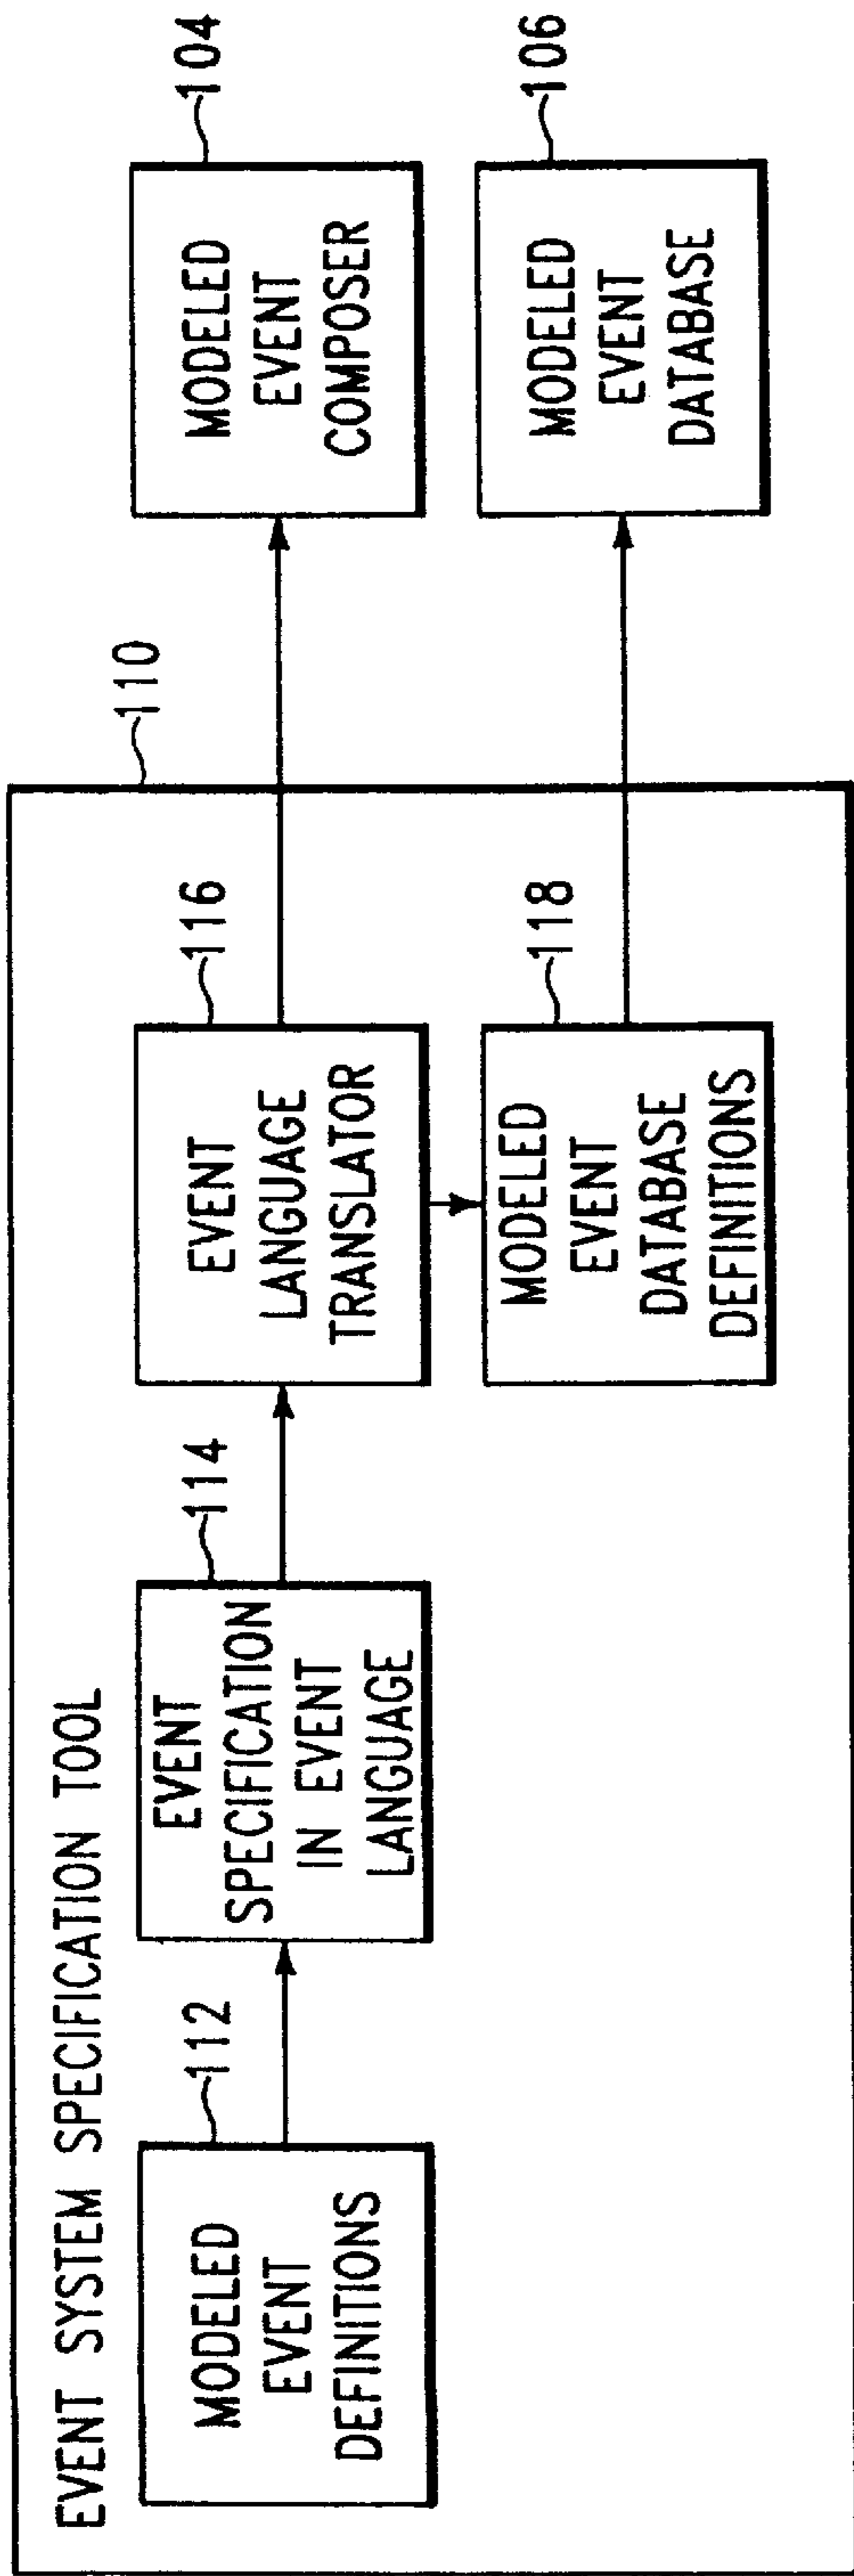 EVENT SYSTEM SPECIFICATION TOOL
110
112
MODELED
EVENT
DEFINITIONS
114
EVENT
SPECIFICATION
IN EVENT
LANGUAGE
116
EVENT
LANGUAGE
TRANSLATOR
118
MODELED
EVENT
DATABASE
DEFINITIONS
104
MODELED
EVENT
COMPOSER
106
MODELED
EVENT
DATABASE